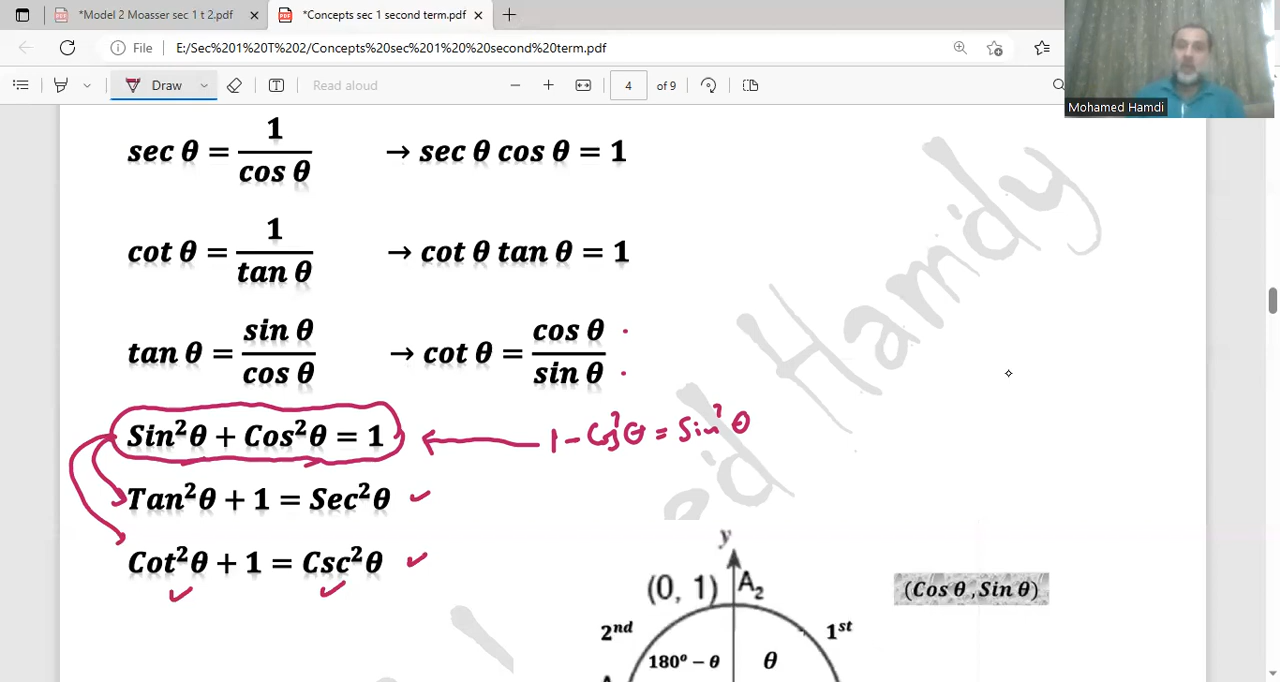 *Model 2 Moasser sec 1 t 2.pdf
*Concepts sec 1 second term.pdf
File
E:/Sec%201%20T%202/Concepts%20sec%201%20%20second%20term.pdf
Draw
Read aloud
4 of 9
Mohamed Hamdi
sec θ = 1/cos θ → sec θ cos θ = 1
cot θ = 1/tan θ → cot θ tan θ = 1
tan θ = sin θ/cos θ → cot θ = cos θ/sin θ
Sin²θ + Cos²θ = 1
1 - Cos²θ = Sin²θ
Tan²θ + 1 = Sec²θ
Cot²θ + 1 = Csc²θ
Hamdy
y
(0, 1) A₂
(Cos θ , Sin θ)
2nd
1st
180° − θ
θ